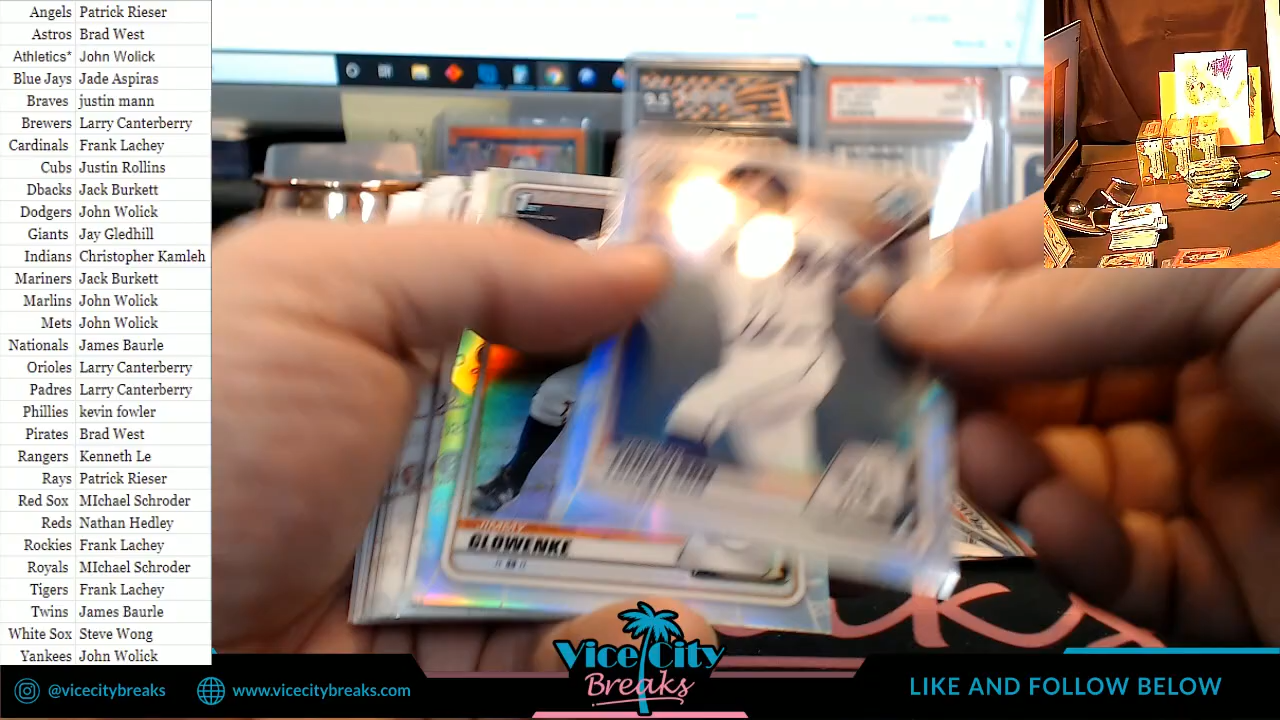 Angels Patrick Rieser
Astros Brad West
Athletics* John Wolick
Blue Jays Jade Aspiras
Braves justin mann
Brewers Larry Canterberry
Cardinals Frank Lachey
Cubs Justin Rollins
Dbacks Jack Burkett
Dodgers John Wolick
Giants Jay Gledhill
Indians Christopher Kamleh
Mariners Jack Burkett
Marlins John Wolick
Mets John Wolick
Nationals James Baurle
Orioles Larry Canterberry
Padres Larry Canterberry
Phillies kevin fowler
Pirates Brad West
Rangers Kenneth Le
Rays Patrick Rieser
Red Sox MIchael Schroder
Reds Nathan Hedley
Rockies Frank Lachey
Royals MIchael Schroder
Tigers Frank Lachey
Twins James Baurle
White Sox Steve Wong
Yankees John Wolick
9.5
1st
JIMMY
GLOWENKE
@vicecitybreaks
www.vicecitybreaks.com
Vice City
Breaks
LIKE AND FOLLOW BELOW